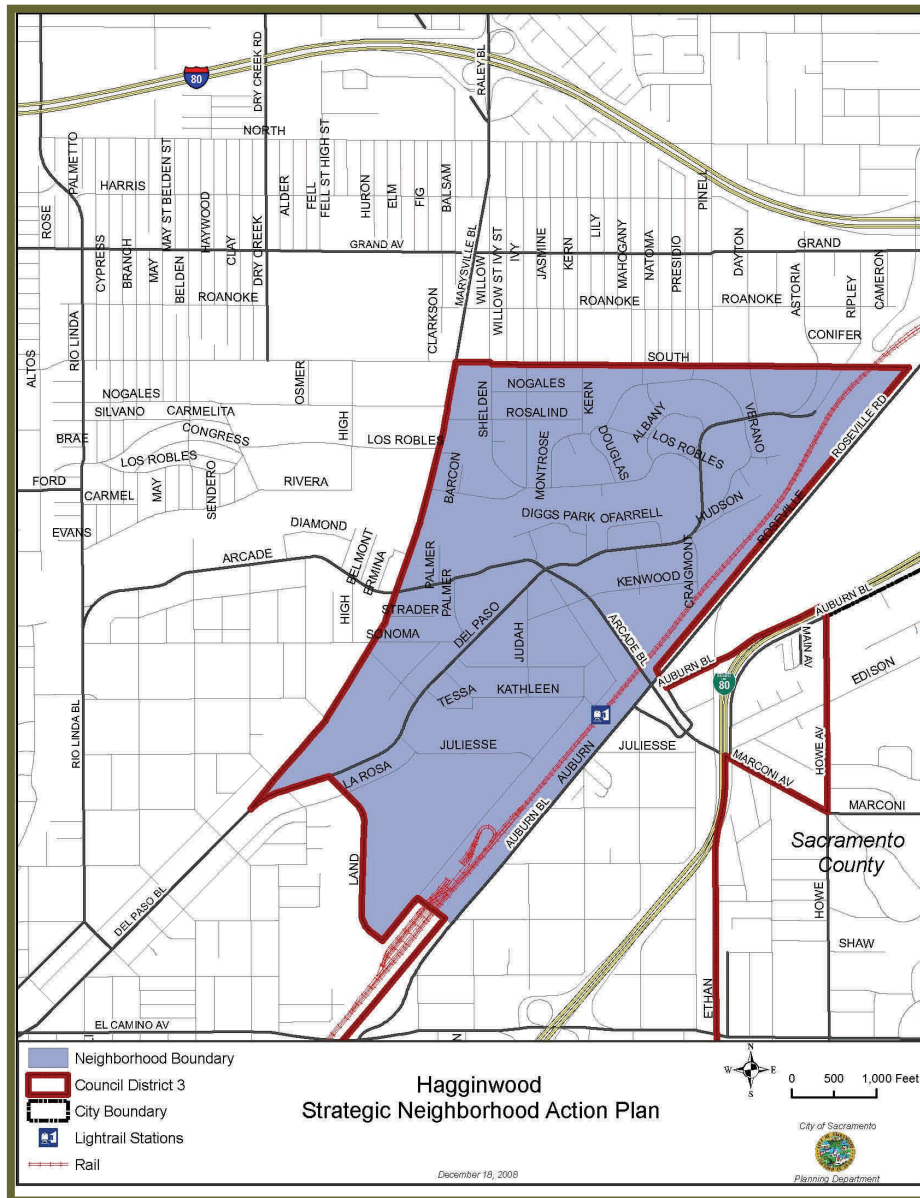 80
DRY CREEK RD
RALEY BL
NORTH
PALMETTO
ROSE
HARRIS
MAY ST BELDEN ST
HAYWOOD
ALDER
FELL
FELL ST HIGH ST
HURON
ELM
FIG
BALSAM
PINELL
CYPRESS
BRANCH
MAY
BELDEN
CLAY
DRY CREEK
GRAND AV
MARYSVILLE BL
WILLOW
WILLOW ST IVY ST
IVY
JASMINE
KERN
LILY
MAHOGANY
NATOMA
PRESIDIO
DAYTON
GRAND
ROANOKE
ROANOKE
ROANOKE
ASTORIA
RIPLEY
CAMERON
ALTOS
RIO LINDA
CLARKSON
CONIFER
SOUTH
OSMER
NOGALES
SILVANO
CARMELITA
HIGH
SHELDEN
NOGALES
KERN
ROSALIND
ALBANY
VERANO
BRAE
CONGRESS
LOS ROBLES
LOS ROBLES
MONTROSE
DOUGLAS
LOS ROBLES
ROSEVILLE RD
FORD
CARMEL
MAY
SENDERO
RIVERA
BARCON
HUDSON
ROSEVILLE
EVANS
DIAMOND
DIGGS PARK
OFARRELL
ARCADE
BELMONT
ERMINA
PALMER
PALMER
KENWOOD
CRAIGMONT
HIGH
STRADER
SONOMA
DEL PASO
JUDAH
ARCADE BL
AUBURN BL
MAIN AV
EDISON
AUBURN BL
80
TESSA
KATHLEEN
RIO LINDA BL
JULIESSE
AUBURN
JULIESSE
HOWE AV
LA ROSA
MARCONI AV
MARCONI
AUBURN BL
Sacramento
County
LAND
HOWE
DEL PASO BL
SHAW
ETHAN
EL CAMINO AV
Neighborhood Boundary
Council District 3
City Boundary
Lightrail Stations
Rail
Hagginwood
Strategic Neighborhood Action Plan
December 18, 2008
N
W
E
S
0 500 1,000 Feet
City of Sacramento
Planning Department